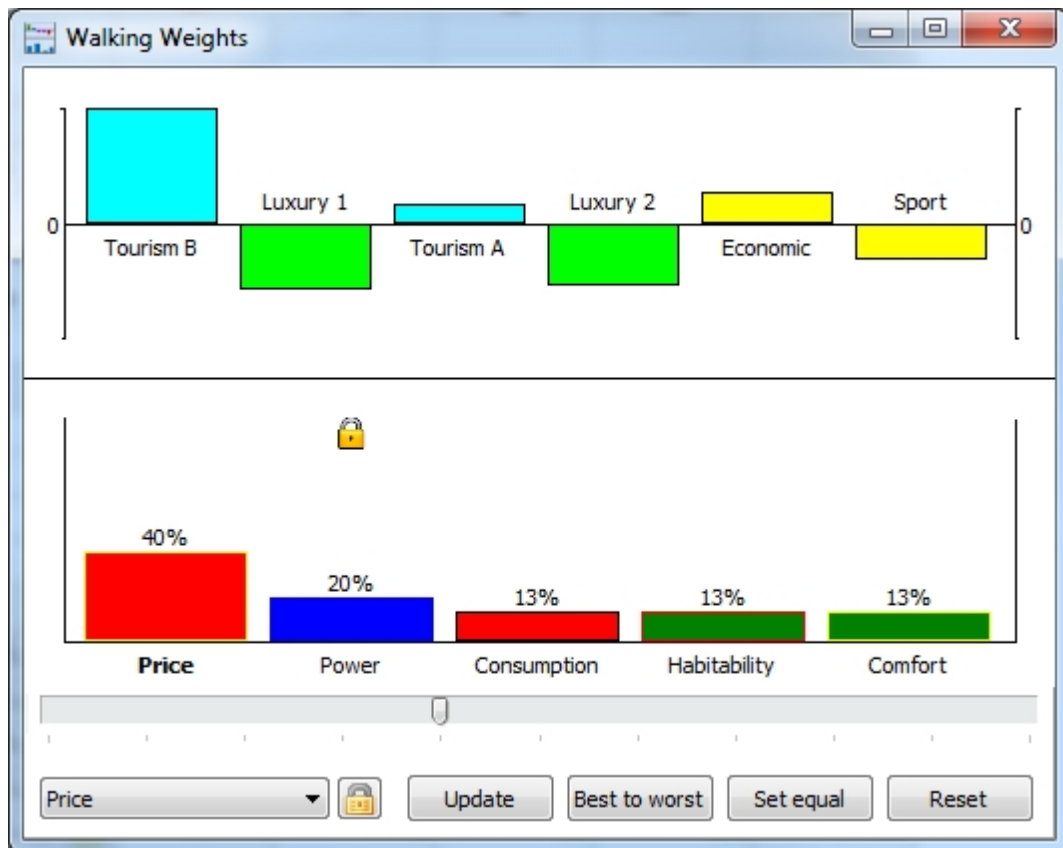 Walking Weights
Luxury 1 Luxury 2 Sport
0 0
Tourism B Tourism A Economic
40%
20% 13% 13% 13%
Price Power Consumption Habitability Comfort
Price Update Best to worst Set equal Reset